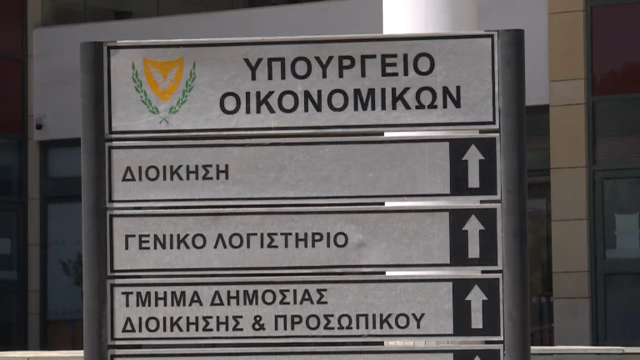 ΥΠΟΥΡΓΕΙΟ
ΟΙΚΟΝΟΜΙΚΩΝ
ΔΙΟΙΚΗΣΗ
ΓΕΝΙΚΟ ΛΟΓΙΣΤΗΡΙΟ
ΤΜΗΜΑ ΔΗΜΟΣΙΑΣ
ΔΙΟΙΚΗΣΗΣ & ΠΡΟΣΩΠΙΚΟΥ